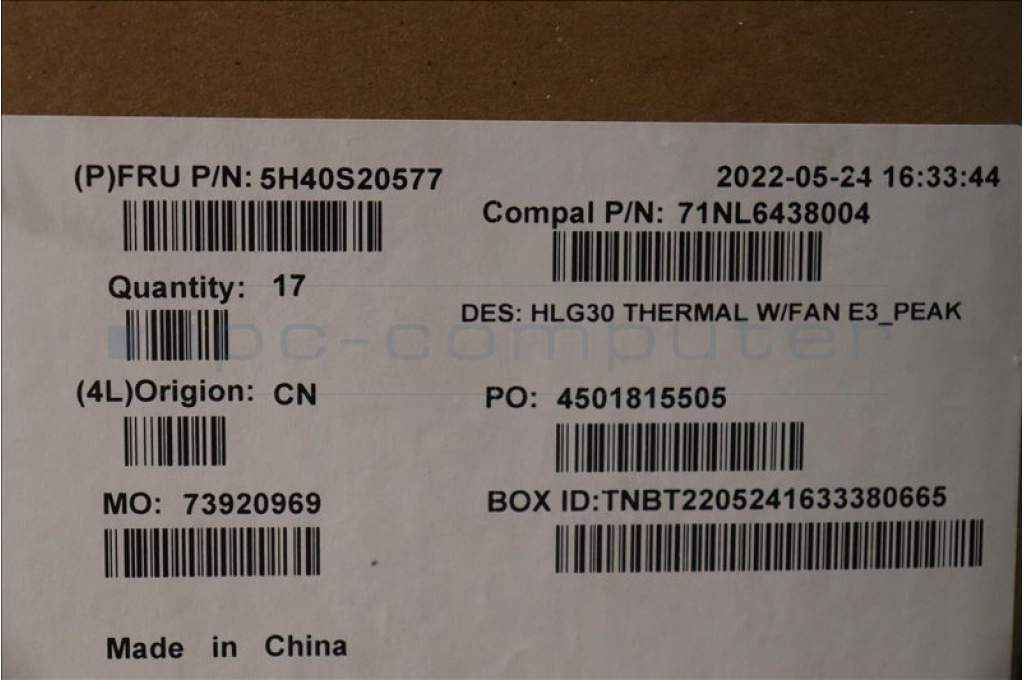 (P)FRU P/N: 5H40S20577
2022-05-24 16:33:44
Compal P/N: 71NL6438004
Quantity: 17
DES: HLG30 THERMAL W/FAN E3_PEAK
ipc-computer
(4L)Origion: CN
PO: 4501815505
MO: 73920969
BOX ID:TNBT2205241633380665
Made in China